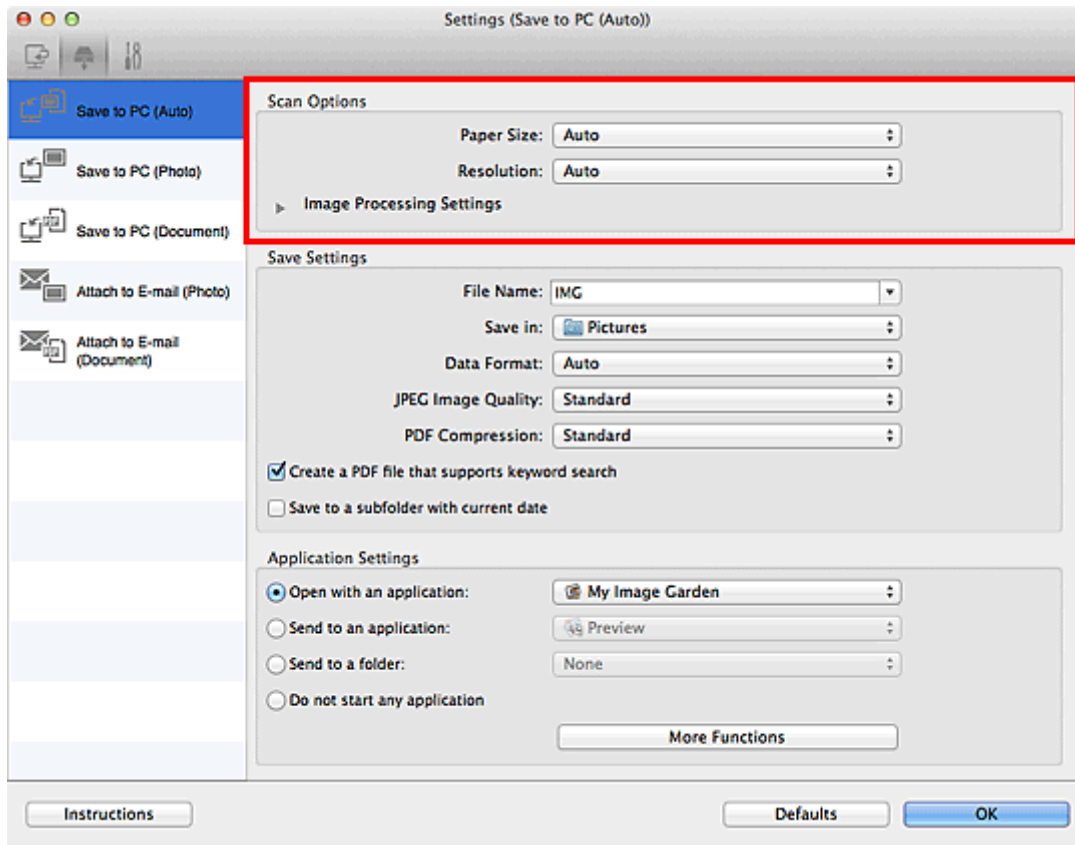 Settings (Save to PC (Auto))
Save to PC (Auto)
Save to PC (Photo)
Save to PC (Document)
Attach to E-mail (Photo)
Attach to E-mail
(Document)
Scan Options
Paper Size: Auto
Resolution: Auto
Image Processing Settings
Save Settings
File Name: IMG
Save in: Pictures
Data Format: Auto
JPEG Image Quality: Standard
PDF Compression: Standard
Create a PDF file that supports keyword search
Save to a subfolder with current date
Application Settings
Open with an application: My Image Garden
Send to an application: Preview
Send to a folder: None
Do not start any application
More Functions
Instructions Defaults OK